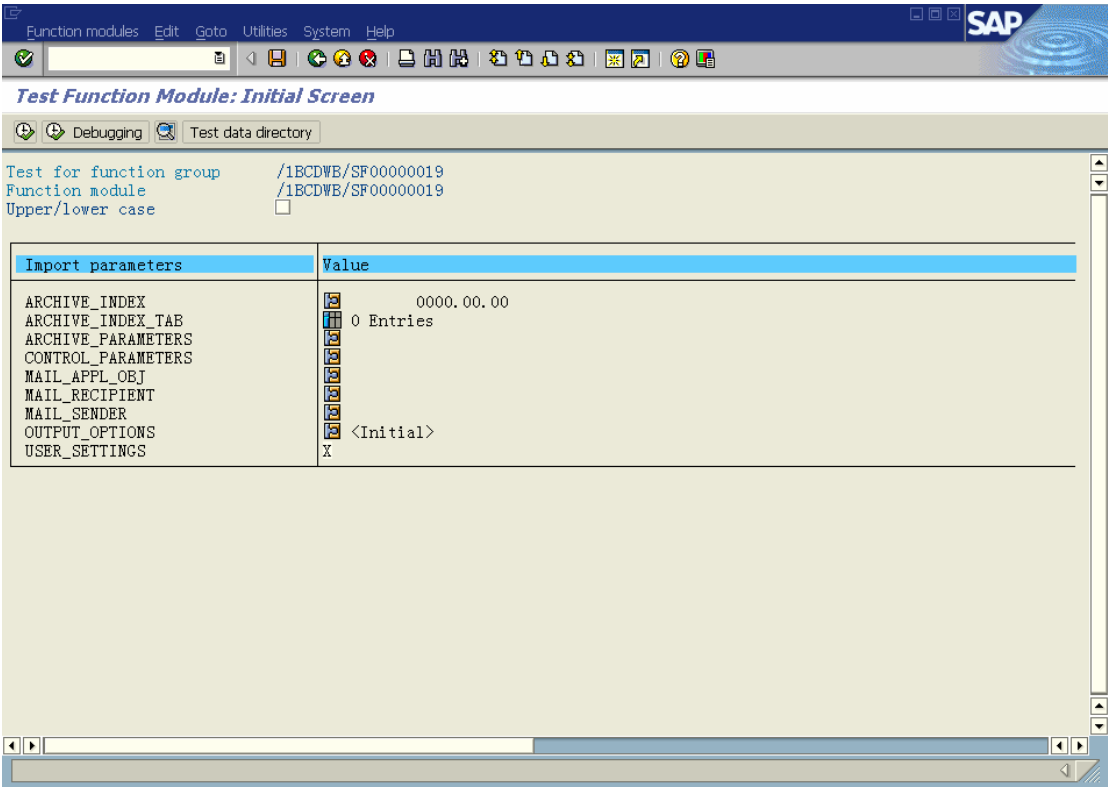 Function modules Edit Goto Utilities System Help
SAP
Test Function Module: Initial Screen
Debugging Test data directory
Test for function group /1BCDWB/SF00000019
Function module /1BCDWB/SF00000019
Upper/lower case
Import parameters Value
ARCHIVE_INDEX 0000.00.00
ARCHIVE_INDEX_TAB 0 Entries
ARCHIVE_PARAMETERS
CONTROL_PARAMETERS
MAIL_APPL_OBJ
MAIL_RECIPIENT
MAIL_SENDER
OUTPUT_OPTIONS <Initial>
USER_SETTINGS X